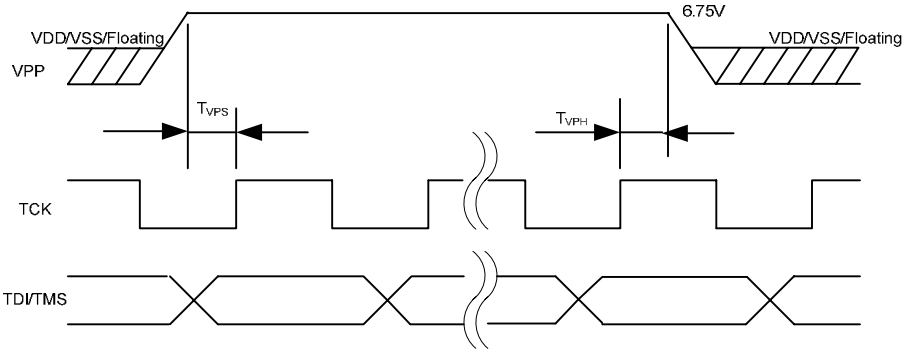 6.75V
VDD/VSS/Floating
VDD/VSS/Floating
VPP
TVPS
TVPH
TCK
TDI/TMS